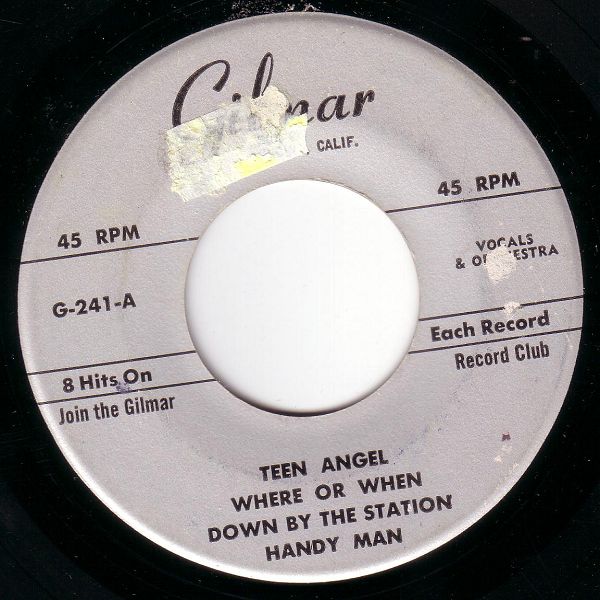 Gilmar
CALIF.
45 RPM
45 RPM
VOCALS
& ORCHESTRA
G-241-A
8 Hits On
Each Record
Join the Gilmar
Record Club
TEEN ANGEL
WHERE OR WHEN
DOWN BY THE STATION
HANDY MAN